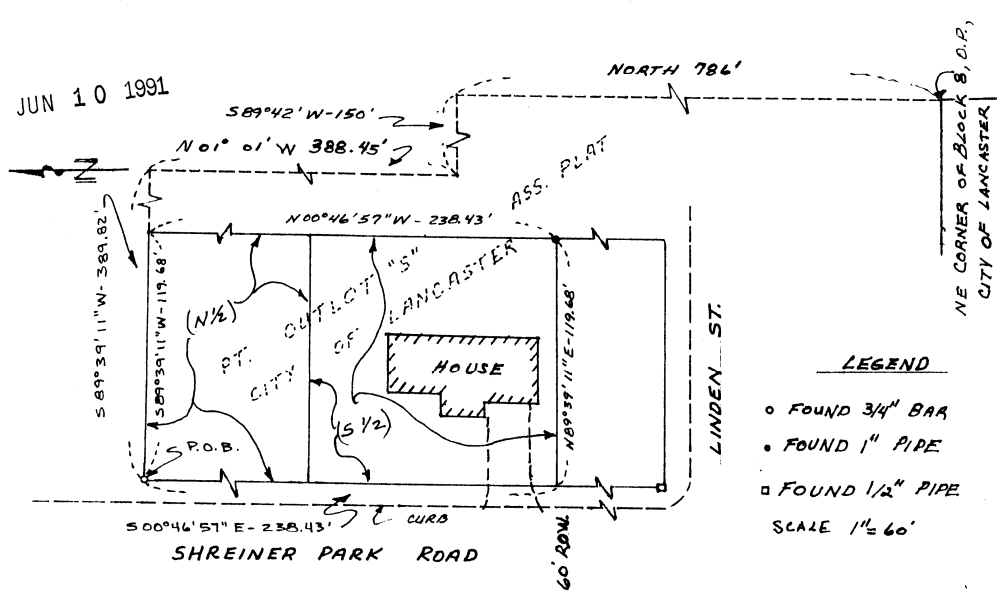 JUN 10 1991
NORTH 786'
S89°42'W-150'
N01° 01' W 388.45'
N
NE CORNER OF BLOCK 8, O.P.,
CITY OF LANCASTER
N00°46'57"W - 238.43'
S89°39'11"W-389.82'
S89°39'11"W-119.68'
N89°39'11"E-119.68'
(N½)
(S 1/2)
PT. OUTLOT "S" ASS. PLAT
CITY OF LANCASTER
HOUSE
P.O.B.
LINDEN ST.
LEGEND
FOUND 3/4" BAR
FOUND 1" PIPE
FOUND 1/2" PIPE
SCALE 1"=60'
S00°46'57"E-238.43'
CURB
60' ROW
SHREINER PARK ROAD